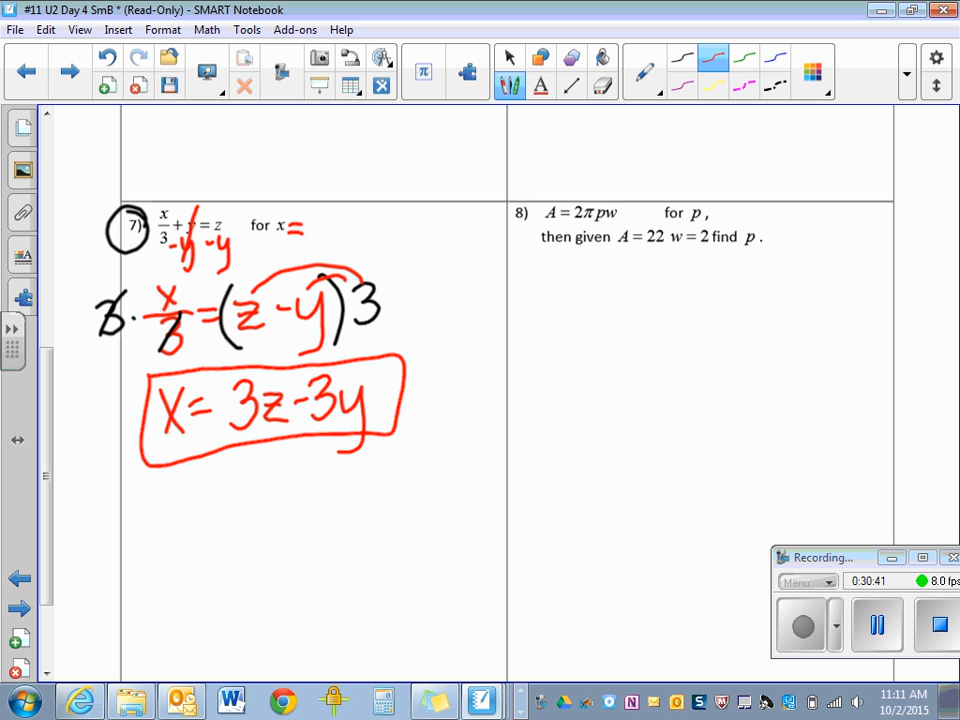 #11 U2 Day 4 SmB * (Read-Only) - SMART Notebook
File Edit View Insert Format Math Tools Add-ons Help
7) x/3 + y = z for x =
-y -y
3 · x/3 = (z - y) 3
x = 3z - 3y
8) A = 2π pw for p ,
then given A = 22 w = 2 find p .
Recording...
Menu 0:30:41 8.0 fps
11:11 AM
10/2/2015